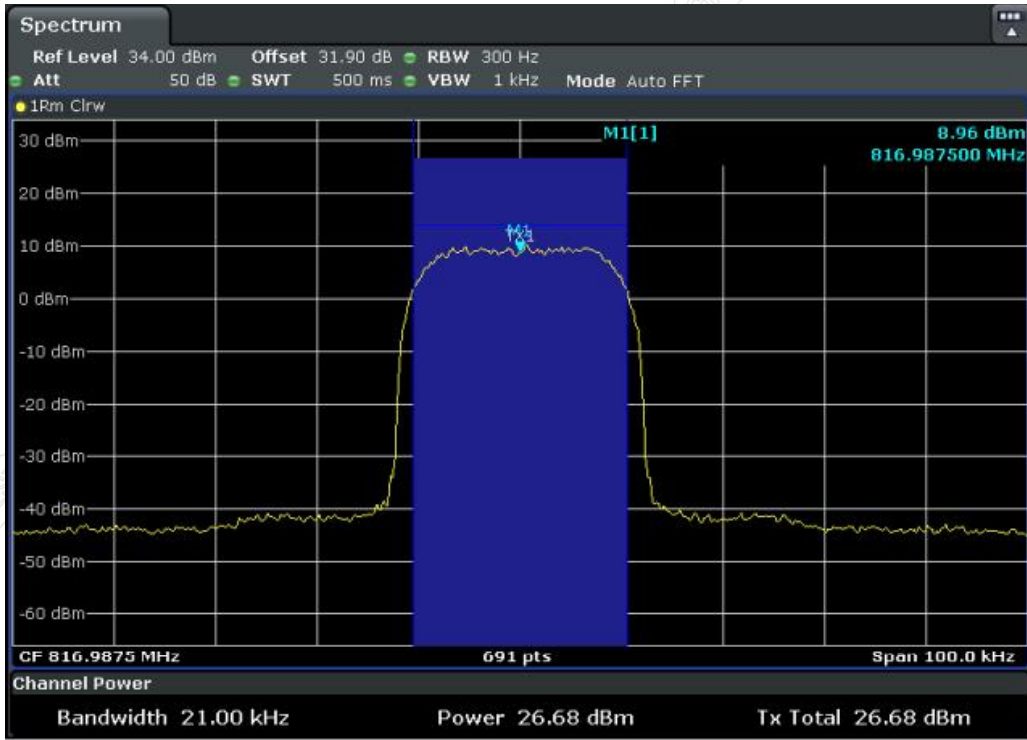 Spectrum
Ref Level 34.00 dBm Offset 31.90 dB RBW 300 Hz
Att 50 dB SWT 500 ms VBW 1 kHz Mode Auto FFT
1Rm Clrw
M1[1] 8.96 dBm
816.987500 MHz
30 dBm
20 dBm
10 dBm
0 dBm
-10 dBm
-20 dBm
-30 dBm
-40 dBm
-50 dBm
-60 dBm
CF 816.9875 MHz 691 pts Span 100.0 kHz
Channel Power
Bandwidth 21.00 kHz Power 26.68 dBm Tx Total 26.68 dBm